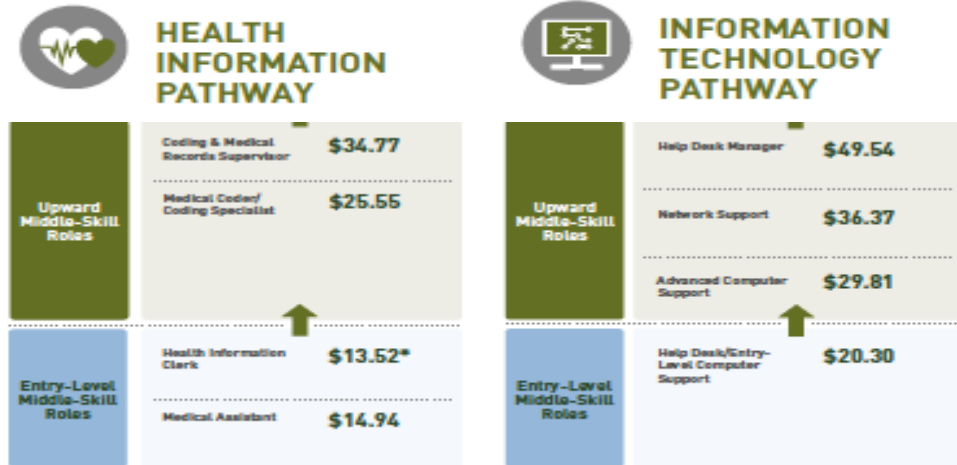 HEALTH
INFORMATION
PATHWAY
Upward
Middle-Skill
Roles
Coding & Medical
Records Supervisor
$34.77
Medical Coder/
Coding Specialist
$25.55
Entry-Level
Middle-Skill
Roles
Health Information
Clerk
$13.52*
Medical Assistant
$14.94
INFORMATION
TECHNOLOGY
PATHWAY
Upward
Middle-Skill
Roles
Help Desk Manager
$49.54
Network Support
$36.37
Advanced Computer
Support
$29.81
Entry-Level
Middle-Skill
Roles
Help Desk/Entry-
Level Computer
Support
$20.30